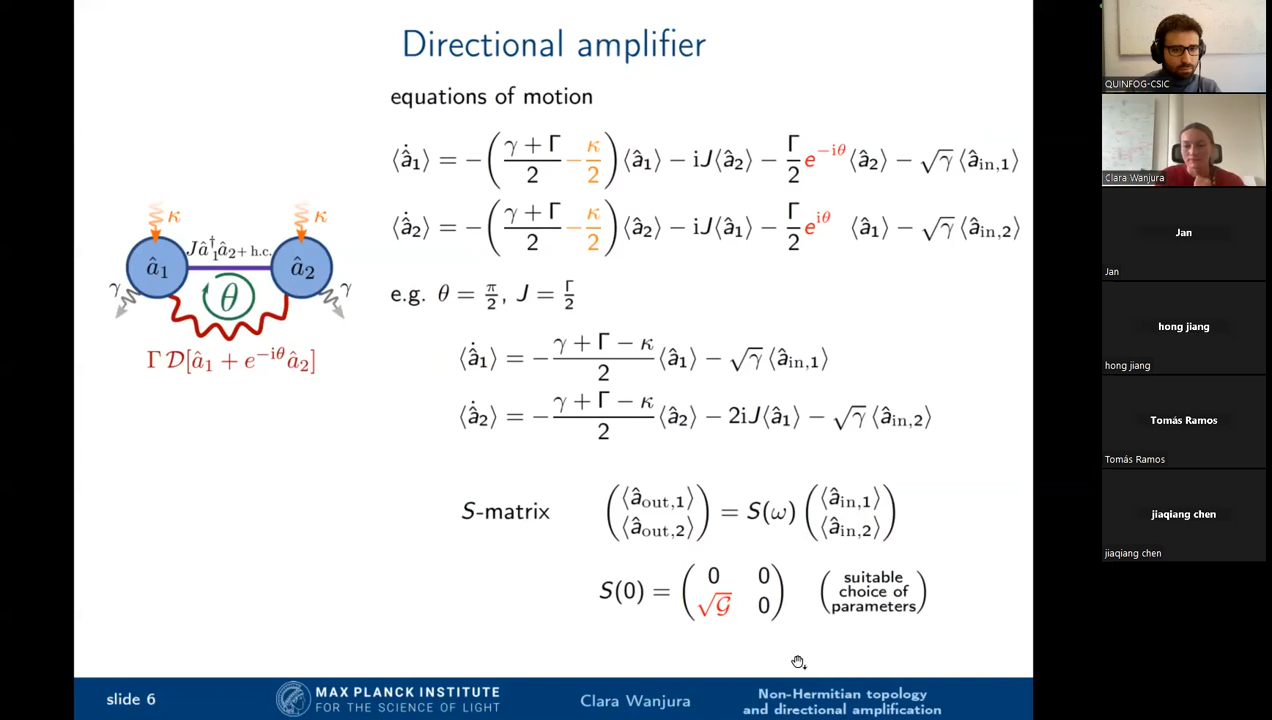 Directional amplifier
equations of motion
⟨ȧ̂₁⟩ = −((γ + Γ)/2 − κ/2)⟨â₁⟩ − iJ⟨â₂⟩ − Γ/2 e^{−iθ}⟨â₂⟩ − √γ⟨â_{in,1}⟩
⟨ȧ̂₂⟩ = −((γ + Γ)/2 − κ/2)⟨â₂⟩ − iJ⟨â₁⟩ − Γ/2 e^{iθ} ⟨â₁⟩ − √γ⟨â_{in,2}⟩
κ κ
Jâ₁†â₂ + h.c.
â₁ â₂
γ θ γ
Γ 𝒟[â₁ + e^{−iθ}â₂]
e.g. θ = π/2, J = Γ/2
⟨ȧ̂₁⟩ = −(γ + Γ − κ)/2 ⟨â₁⟩ − √γ⟨â_{in,1}⟩
⟨ȧ̂₂⟩ = −(γ + Γ − κ)/2 ⟨â₂⟩ − 2iJ⟨â₁⟩ − √γ⟨â_{in,2}⟩
S-matrix (⟨â_{out,1}⟩ ⟨â_{out,2}⟩) = S(ω) (⟨â_{in,1}⟩ ⟨â_{in,2}⟩)
S(0) = (0 0 √𝒢 0) (suitable choice of parameters)
slide 6
MAX PLANCK INSTITUTE
FOR THE SCIENCE OF LIGHT
Clara Wanjura
Non-Hermitian topology
and directional amplification
QUINFOG-CSIC
Clara Wanjura
Jan
Jan
hong jiang
hong jiang
Tomás Ramos
Tomás Ramos
jiaqiang chen
jiaqiang chen